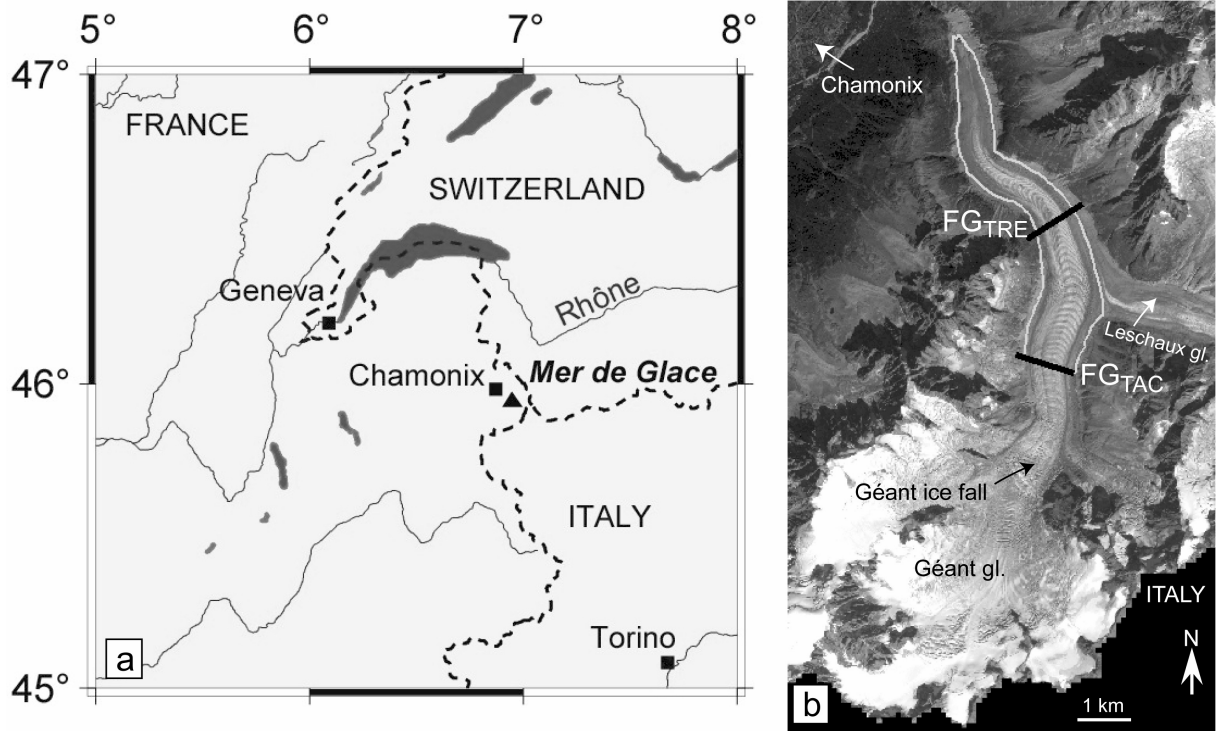 5° 6° 7° 8°
47°
FRANCE
SWITZERLAND
Geneva
Rhône
46°
Chamonix
Mer de Glace
ITALY
Torino
45°
a
Chamonix
FGTRE
Leschaux gl.
FGTAC
Géant ice fall
Géant gl.
ITALY
N
1 km
b